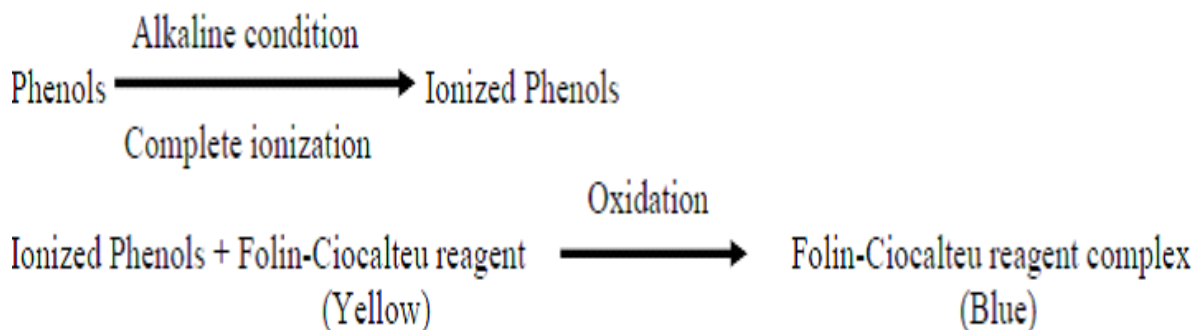 Alkaline condition
Phenols Ionized Phenols
Complete ionization
Oxidation
Ionized Phenols + Folin-Ciocalteu reagent Folin-Ciocalteu reagent complex
(Yellow) (Blue)